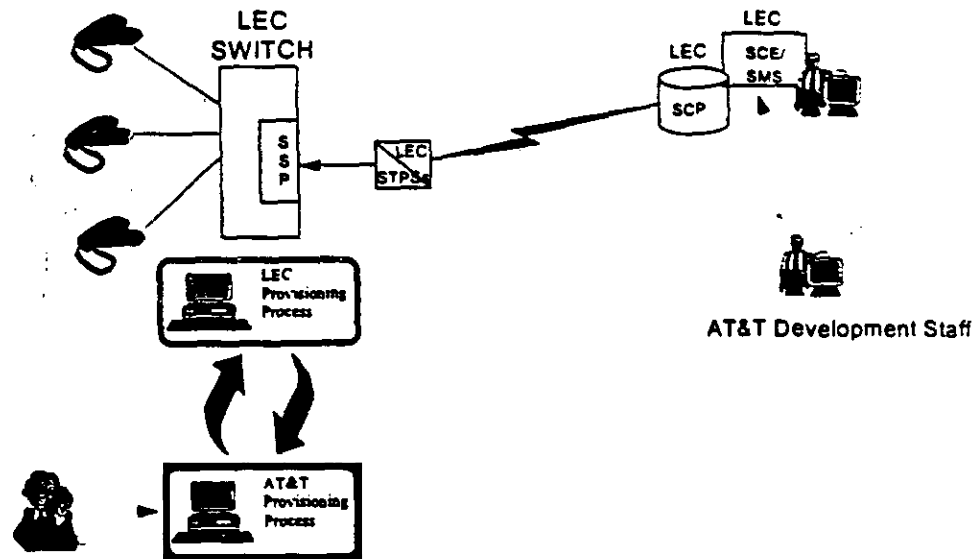 LEC
SWITCH
S
S
P
LEC
STPSs
LEC
SCP
LEC
SCE/
SMS
AT&T Development Staff
LEC
Provisioning
Process
AT&T
Provisioning
Process